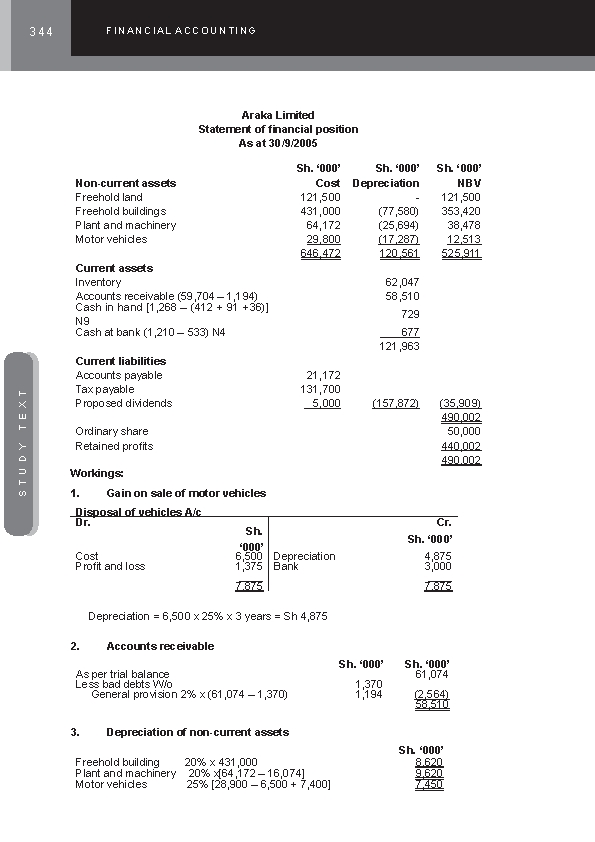 344
FINANCIAL ACCOUNTING
Araka Limited
Statement of financial position
As at 30/9/2005
Sh. ‘000’ Sh. ‘000’ Sh. ‘000’
Non-current assets Cost Depreciation NBV
Freehold land 121,500 - 121,500
Freehold buildings 431,000 (77,580) 353,420
Plant and machinery 64,172 (25,694) 38,478
Motor vehicles 29,800 (17,287) 12,513
646,472 120,561 525,911
Current assets
Inventory 62,047
Accounts receivable (59,704 – 1,194) 58,510
Cash in hand [1,268 – (412 + 91 +36)]
N9 729
Cash at bank (1,210 – 533) N4 677
121,963
Current liabilities
Accounts payable 21,172
Tax payable 131,700
Proposed dividends 5,000 (157,872) (35,909)
490,002
Ordinary share 50,000
Retained profits 440,002
490,002
Workings:
1. Gain on sale of motor vehicles
Disposal of vehicles A/c
Dr. Cr.
Sh.
‘000’ Sh. ‘000’
Cost 6,500 Depreciation 4,875
Profit and loss 1,375 Bank 3,000
7,875 7,875
Depreciation = 6,500 x 25% x 3 years = Sh 4,875
2. Accounts receivable
Sh. ‘000’ Sh. ‘000’
As per trial balance 61,074
Less bad debts W/o 1,370
General provision 2% x (61,074 – 1,370) 1,194 (2,564)
58,510
3. Depreciation of non-current assets
Sh. ‘000’
Freehold building 20% x 431,000 8,620
Plant and machinery 20% x[64,172 – 16,074] 9,620
Motor vehicles 25% [28,900 – 6,500 + 7,400] 7,450
STUDY TEXT